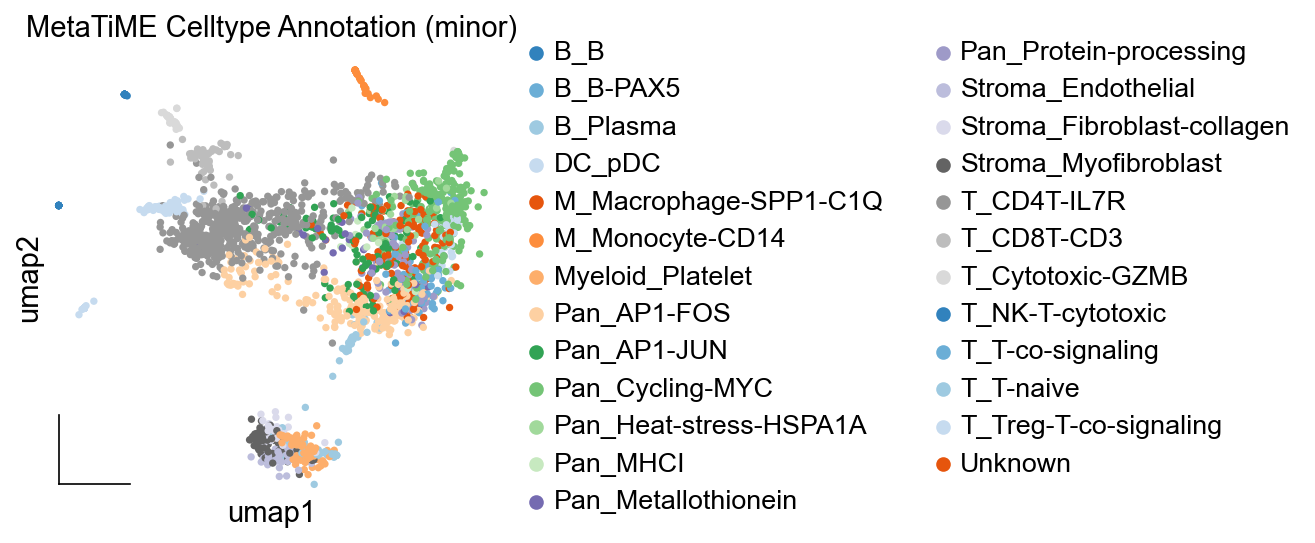 MetaTiME Celltype Annotation (minor)
umap2
umap1
B_B
B_B-PAX5
B_Plasma
DC_pDC
M_Macrophage-SPP1-C1Q
M_Monocyte-CD14
Myeloid_Platelet
Pan_AP1-FOS
Pan_AP1-JUN
Pan_Cycling-MYC
Pan_Heat-stress-HSPA1A
Pan_MHCI
Pan_Metallothionein
Pan_Protein-processing
Stroma_Endothelial
Stroma_Fibroblast-collagen
Stroma_Myofibroblast
T_CD4T-IL7R
T_CD8T-CD3
T_Cytotoxic-GZMB
T_NK-T-cytotoxic
T_T-co-signaling
T_T-naive
T_Treg-T-co-signaling
Unknown